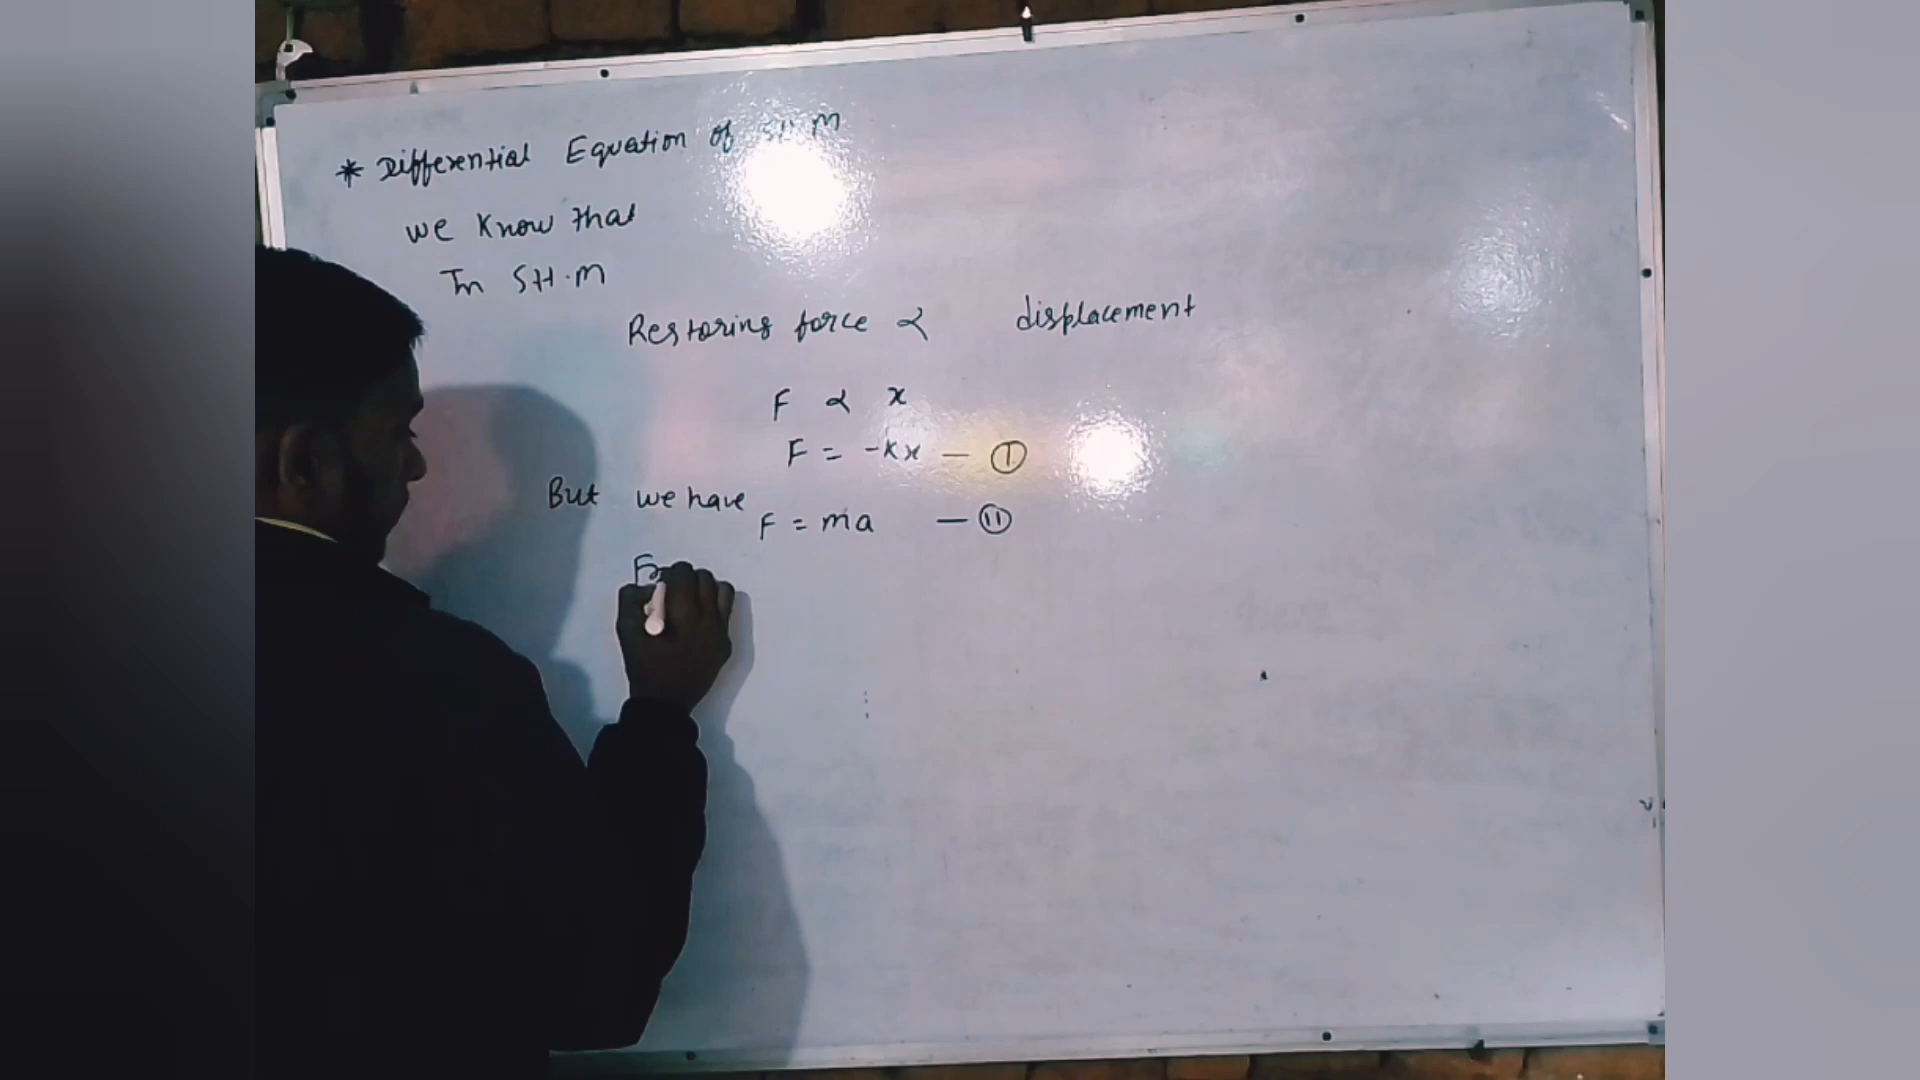 * Differential Equation of SH.M
we know that
In SH.M
Restoring force ∝ displacement
F ∝ x
F = -kx — ①
But we have
F = ma — ⑪